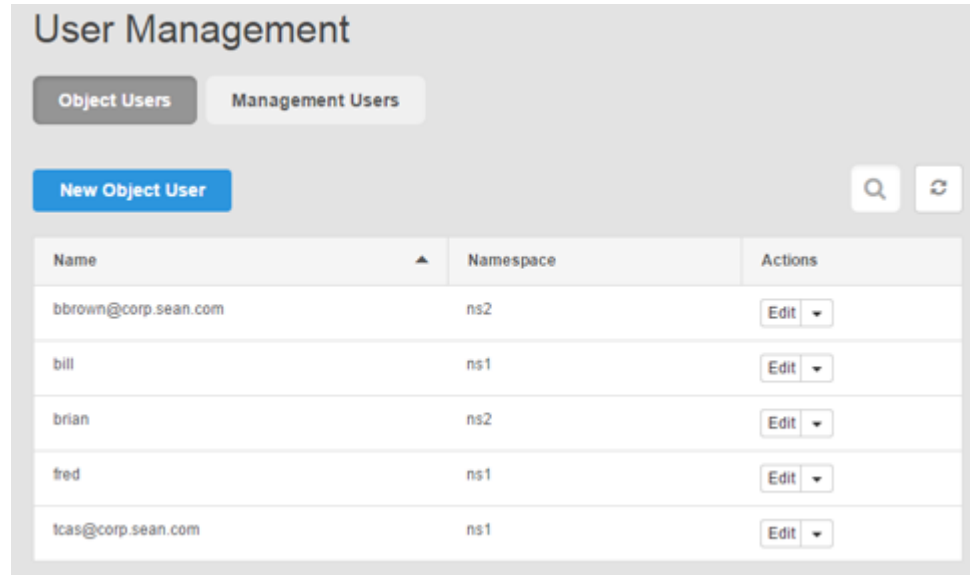 User Management
Object Users Management Users
New Object User
Name Namespace Actions
bbrown@corp.sean.com ns2 Edit
bill ns1 Edit
brian ns2 Edit
fred ns1 Edit
tcas@corp.sean.com ns1 Edit